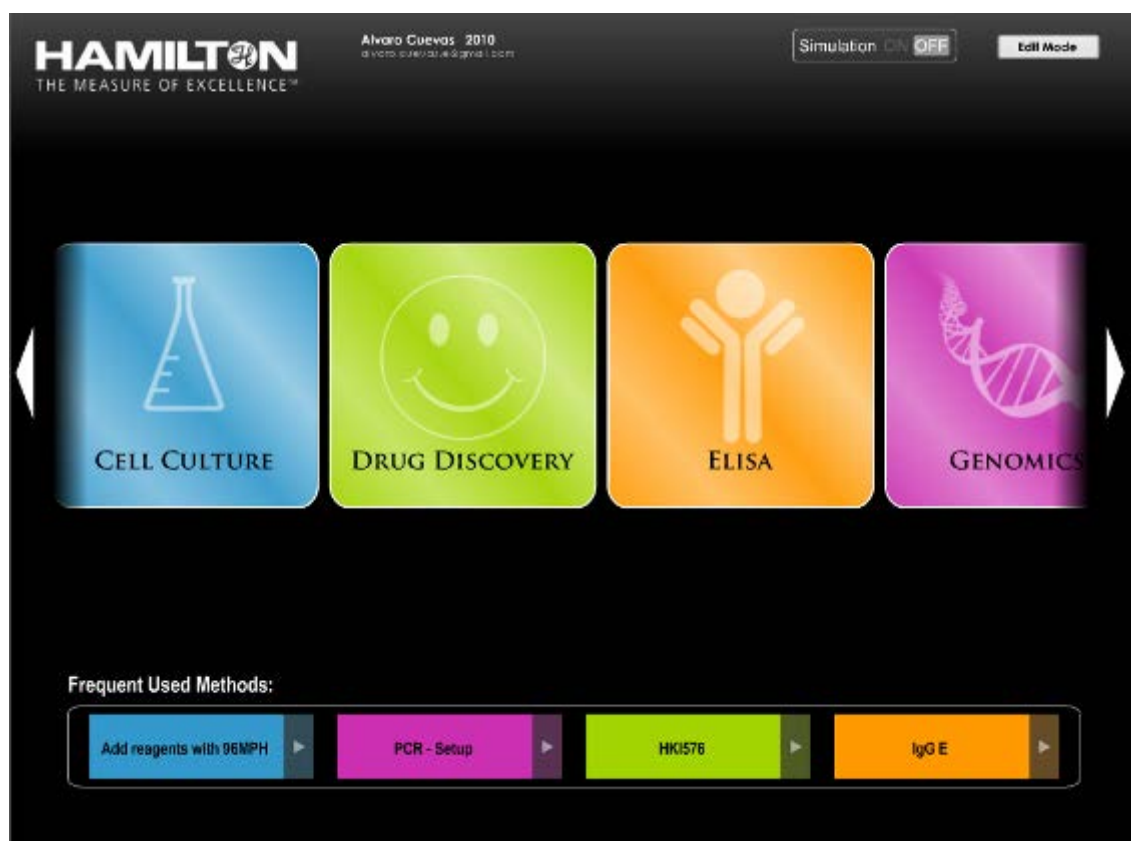 HAMILTON
THE MEASURE OF EXCELLENCE™
Alvaro Cuevas 2010
Simulation ON OFF
Edit Mode
CELL CULTURE
DRUG DISCOVERY
ELISA
GENOMICS
Frequent Used Methods:
Add reagents with 96MPH
PCR - Setup
HKI576
IgG E